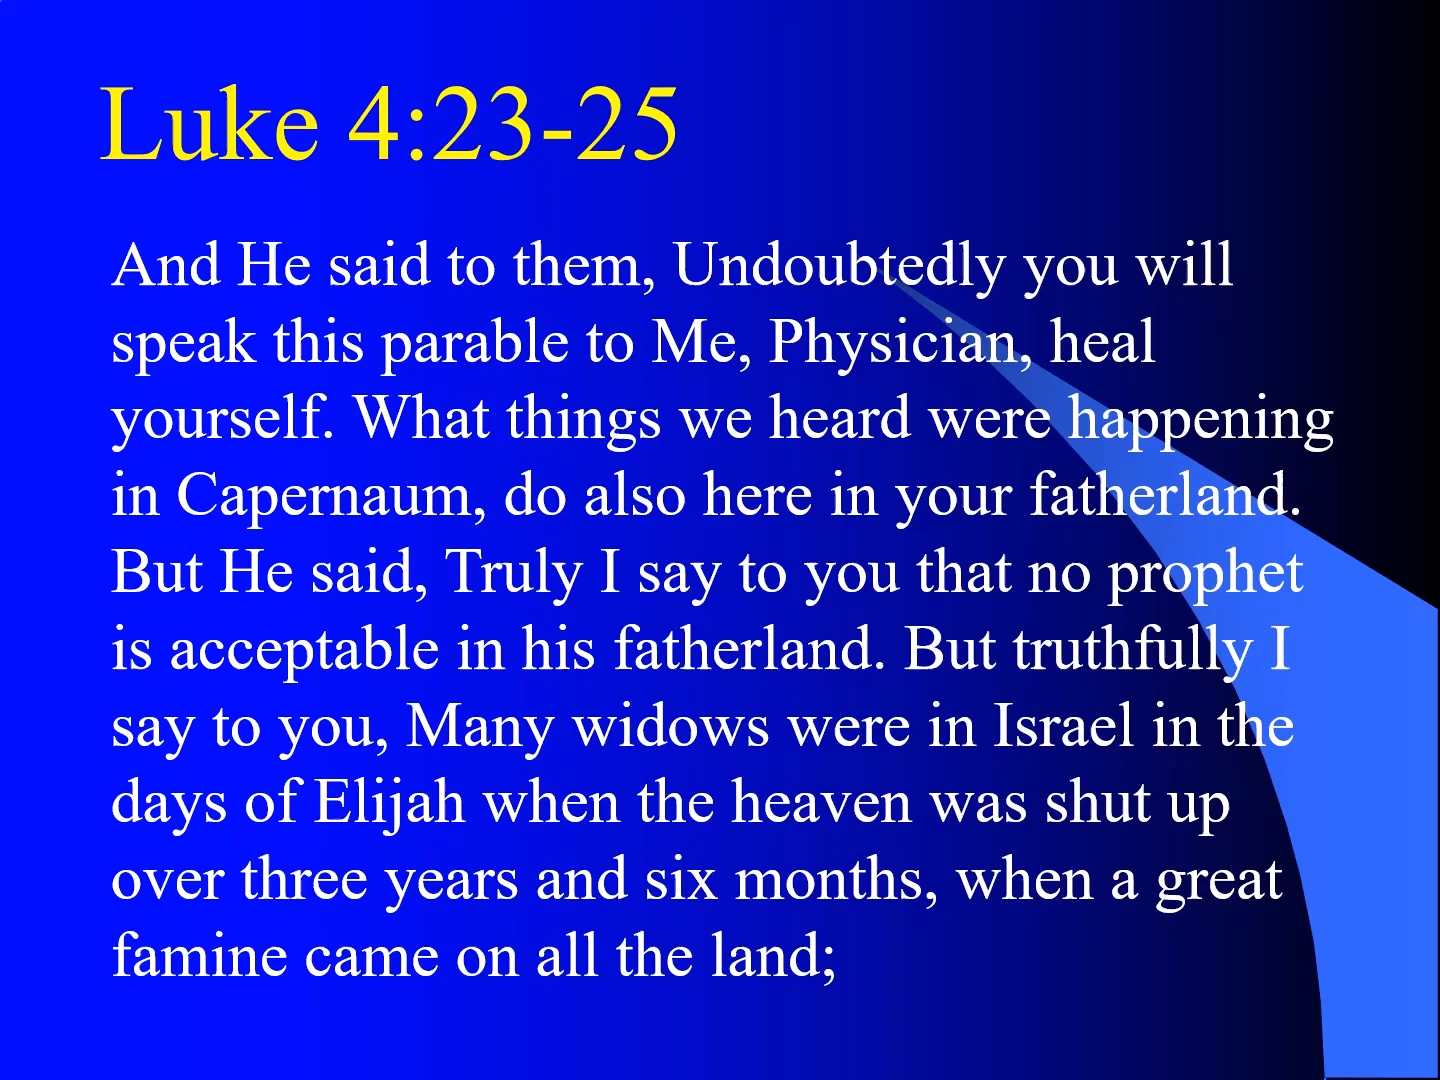 Luke 4:23-25
And He said to them, Undoubtedly you will
speak this parable to Me, Physician, heal
yourself. What things we heard were happening
in Capernaum, do also here in your fatherland.
But He said, Truly I say to you that no prophet
is acceptable in his fatherland. But truthfully I
say to you, Many widows were in Israel in the
days of Elijah when the heaven was shut up
over three years and six months, when a great
famine came on all the land;